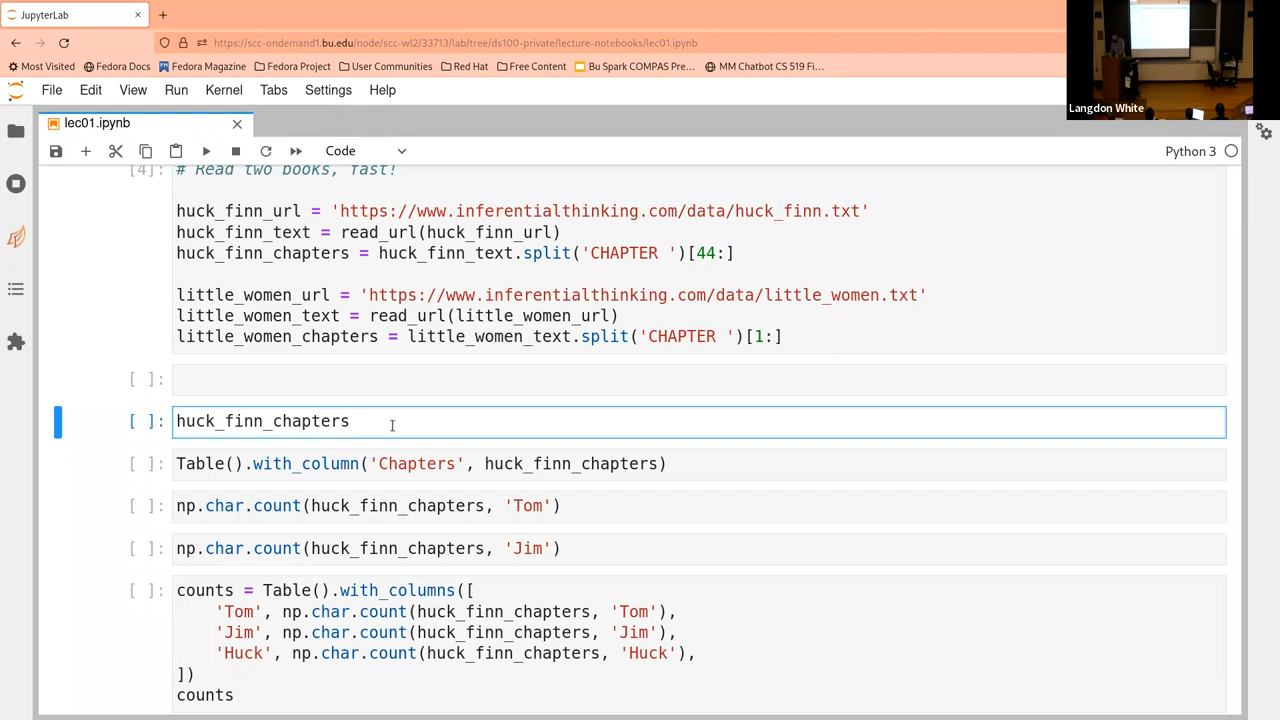 JupyterLab
https://scc-ondemand1.bu.edu/node/scc-wl2/33713/lab/tree/ds100-private/lecture-notebooks/lec01.ipynb
Most Visited Fedora Docs Fedora Magazine Fedora Project User Communities Red Hat Free Content Bu Spark COMPAS Pre… MM Chatbot CS 519 Fi…
Langdon White
File Edit View Run Kernel Tabs Settings Help
lec01.ipynb
Code Python 3
[4]: # Read two books, fast!
huck_finn_url = 'https://www.inferentialthinking.com/data/huck_finn.txt'
huck_finn_text = read_url(huck_finn_url)
huck_finn_chapters = huck_finn_text.split('CHAPTER ')[44:]
little_women_url = 'https://www.inferentialthinking.com/data/little_women.txt'
little_women_text = read_url(little_women_url)
little_women_chapters = little_women_text.split('CHAPTER ')[1:]
[ ]:
[ ]: huck_finn_chapters
[ ]: Table().with_column('Chapters', huck_finn_chapters)
[ ]: np.char.count(huck_finn_chapters, 'Tom')
[ ]: np.char.count(huck_finn_chapters, 'Jim')
[ ]: counts = Table().with_columns([
'Tom', np.char.count(huck_finn_chapters, 'Tom'),
'Jim', np.char.count(huck_finn_chapters, 'Jim'),
'Huck', np.char.count(huck_finn_chapters, 'Huck'),
])
counts